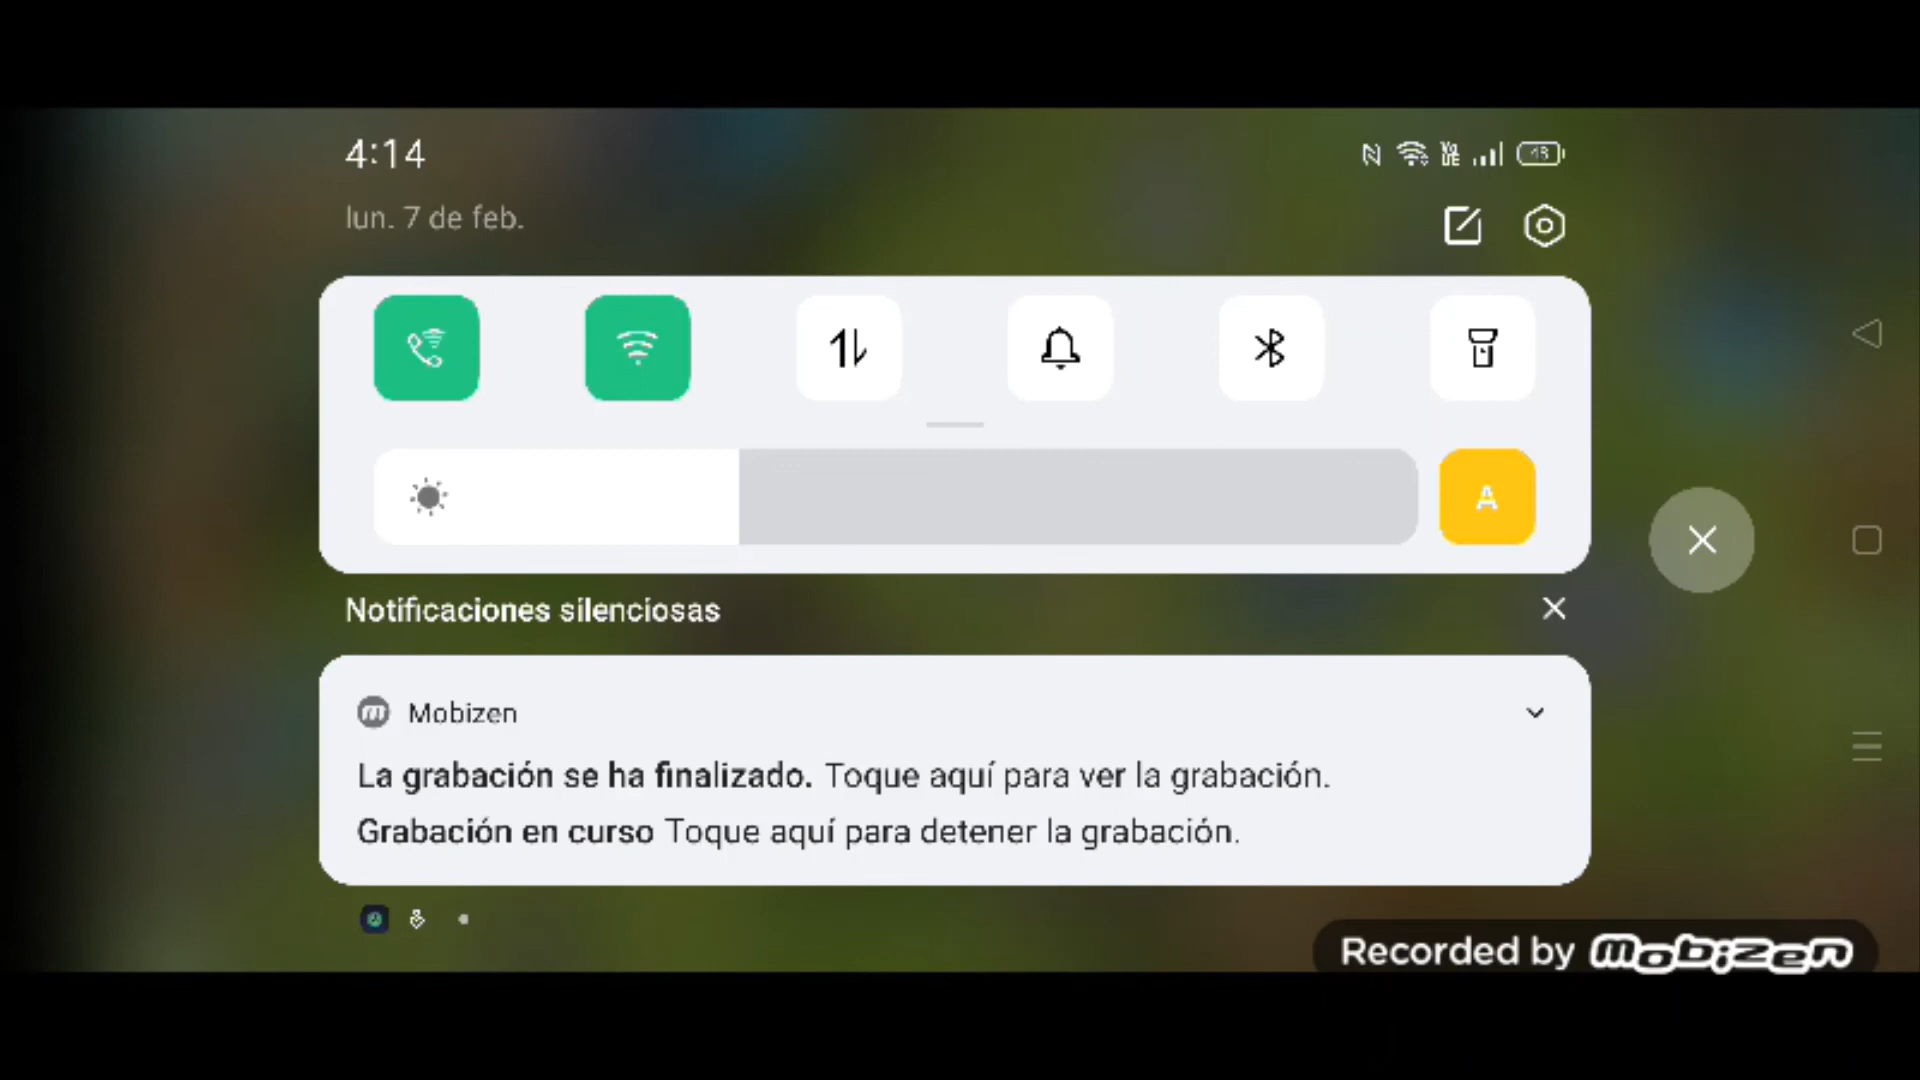 4:14
lun. 7 de feb.
48
Notificaciones silenciosas
A
Mobizen
La grabación se ha finalizado. Toque aquí para ver la grabación.
Grabación en curso Toque aquí para detener la grabación.
Recorded by mobizen